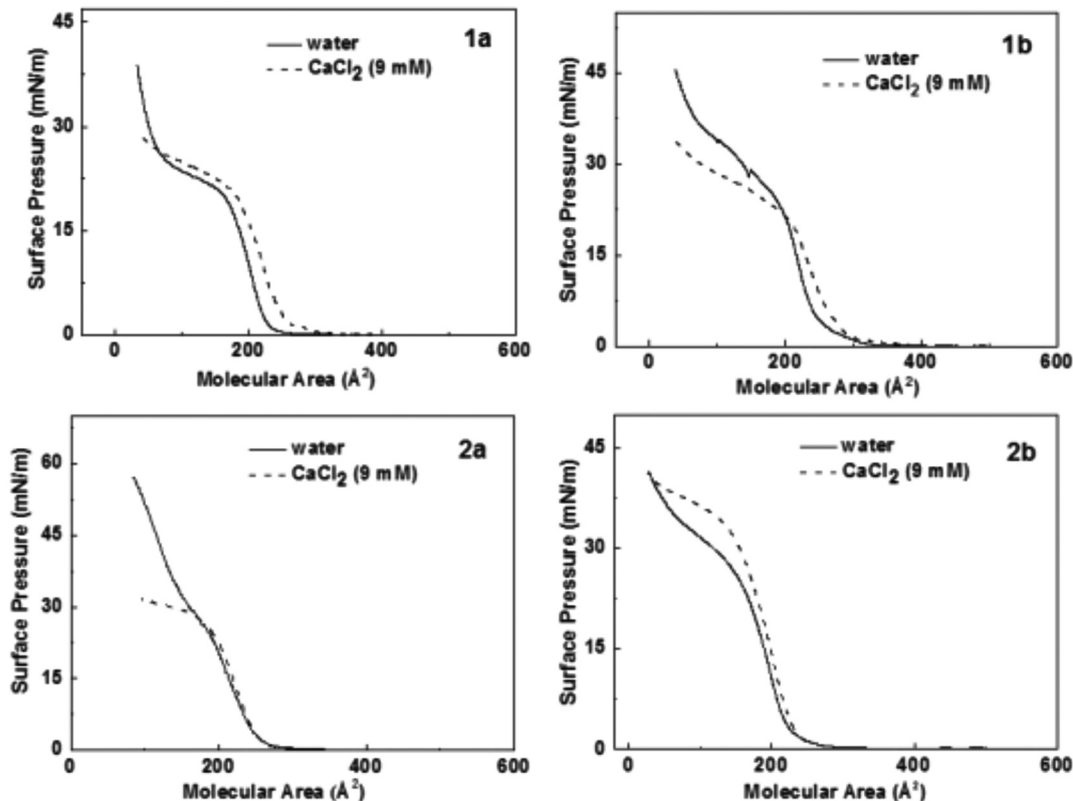 1a
water
CaCl2 (9 mM)
Surface Pressure (mN/m)
45
30
15
0
0 200 400 600
Molecular Area (Å²)
1b
water
CaCl2 (9 mM)
Surface Pressure (mN/m)
45
30
15
0
0 200 400 600
Molecular Area (Å²)
2a
water
CaCl2 (9 mM)
Surface Pressure (mN/m)
60
45
30
15
0
0 200 400 600
Molecular Area (Å²)
2b
water
CaCl2 (9 mM)
Surface Pressure (mN/m)
45
30
15
0
0 200 400 600
Molecular Area (Å²)